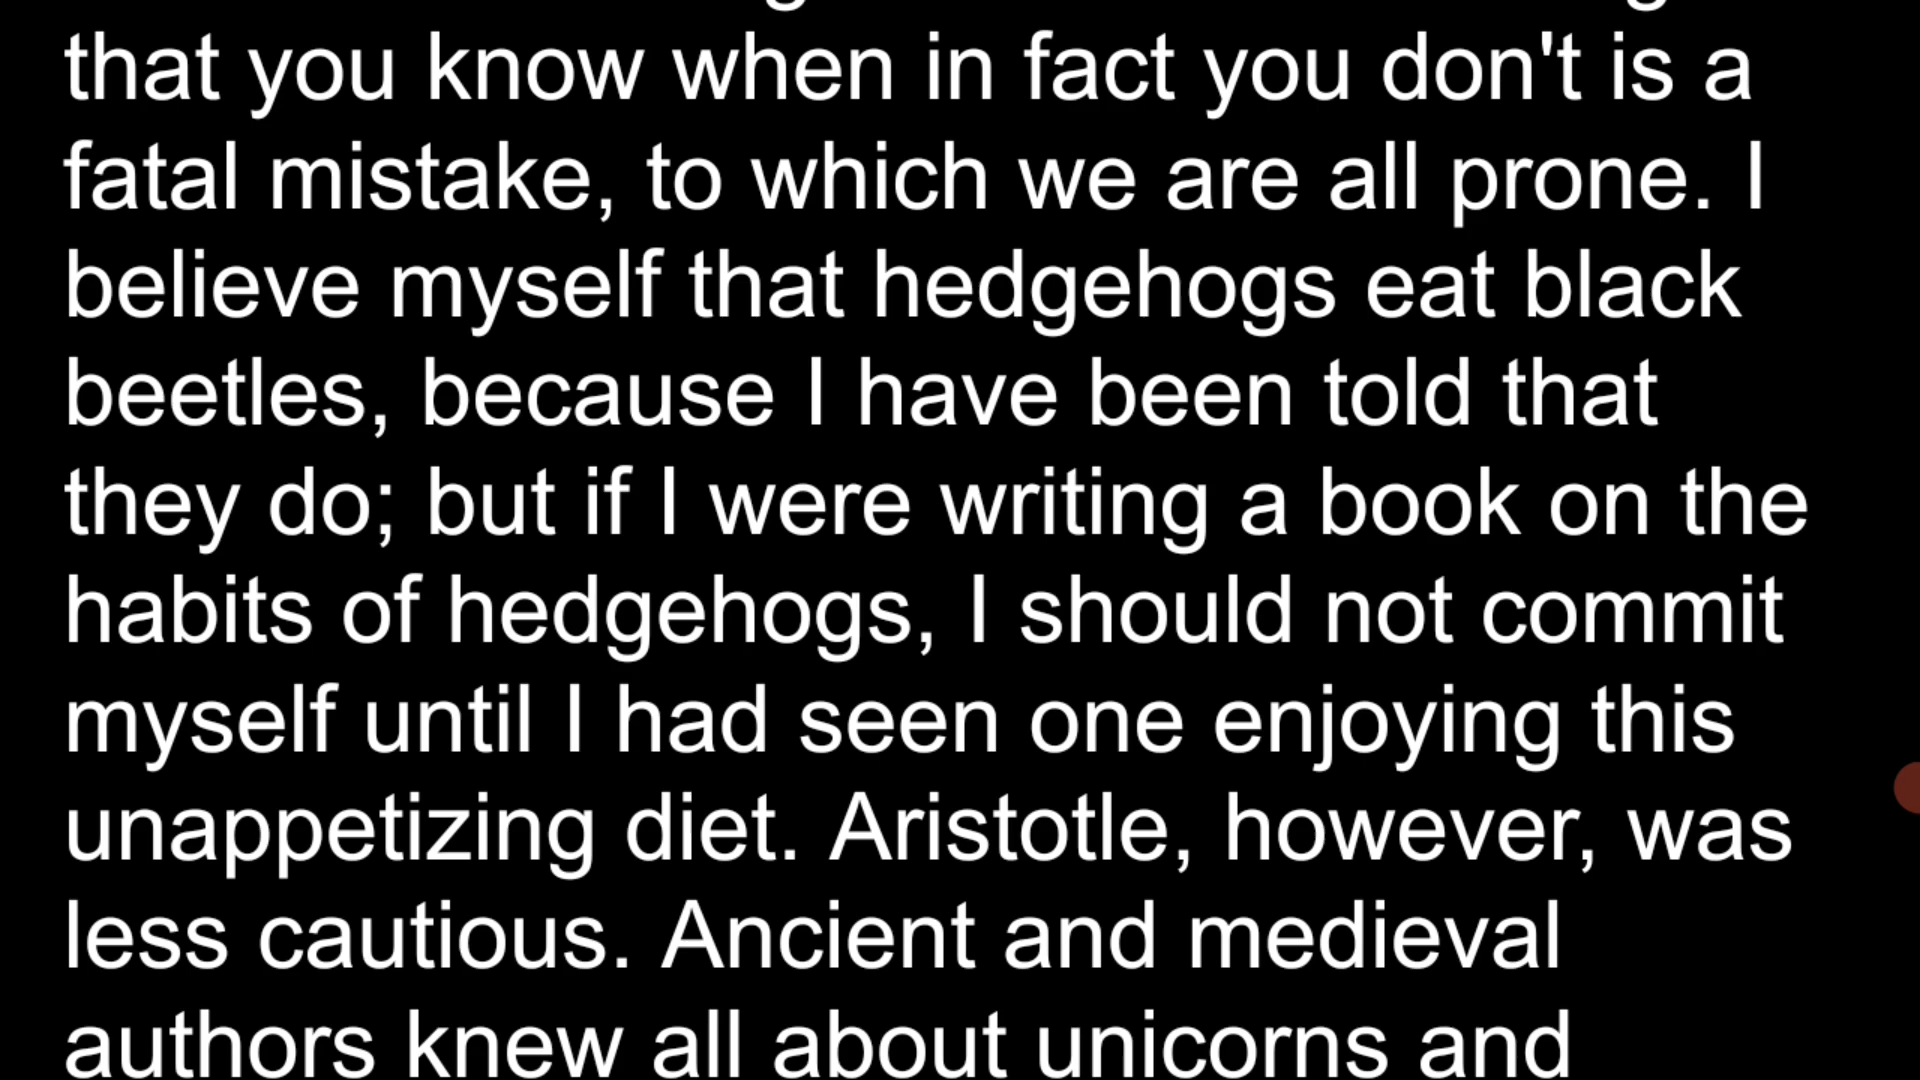 that you know when in fact you don't is a
fatal mistake, to which we are all prone. I
believe myself that hedgehogs eat black
beetles, because I have been told that
they do; but if I were writing a book on the
habits of hedgehogs, I should not commit
myself until I had seen one enjoying this
unappetizing diet. Aristotle, however, was
less cautious. Ancient and medieval
authors knew all about unicorns and